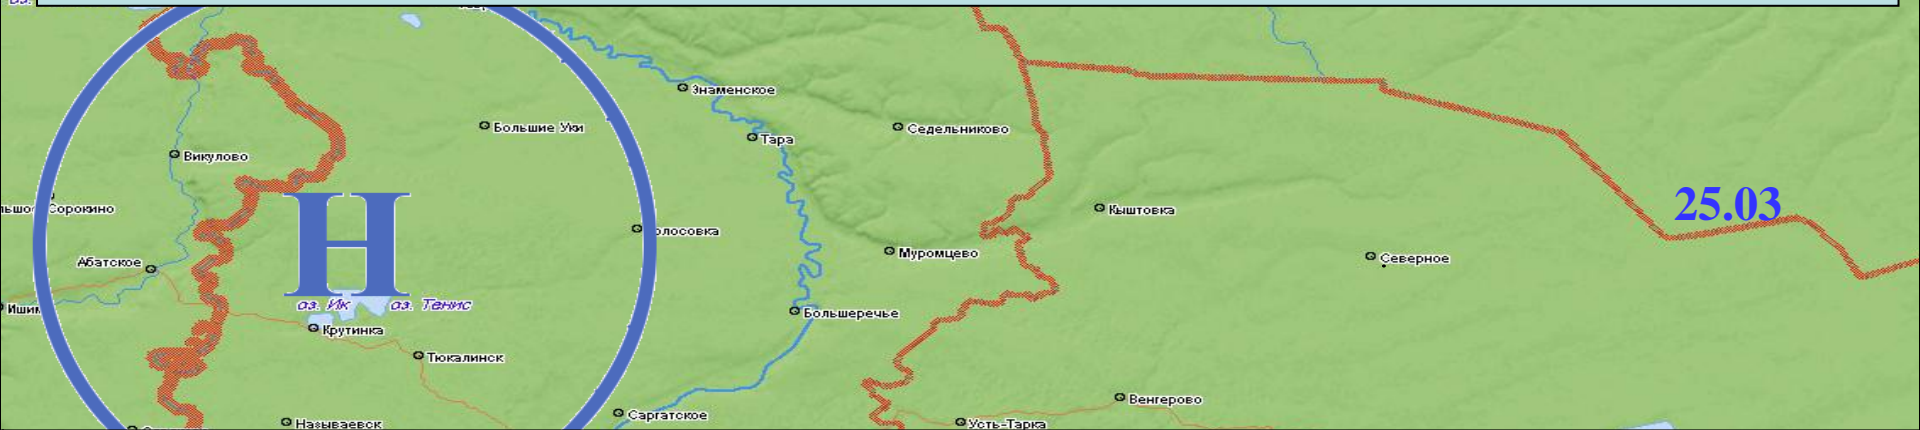 оз.
Знаменское
Большие Уки
Седельниково
Тара
Викулово
Н
25.03
Сорокино
Кыштовка
олосовка
Муромцево
Северное
Абатское
оз. Ик
оз. Тенис
Ишим
Большеречье
Крутинка
Тюкалинск
Венгерово
Саргатское
Называевск
Усть-Тарка